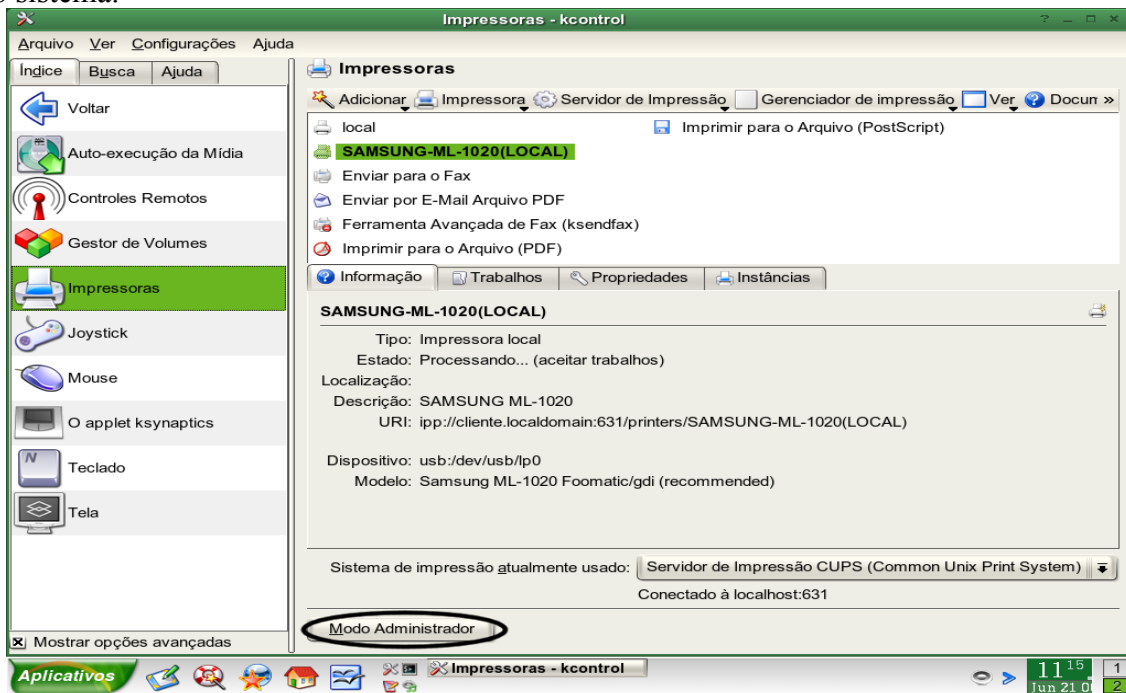 o sistema.
Impressoras - kcontrol
Arquivo Ver Configurações Ajuda
Índice Busca Ajuda
Voltar
Auto-execução da Mídia
Controles Remotos
Gestor de Volumes
Impressoras
Joystick
Mouse
O applet ksynaptics
N
Teclado
Tela
Mostrar opções avançadas
Impressoras
Adicionar Impressora Servidor de Impressão Gerenciador de impressão Ver Docum »
local
Imprimir para o Arquivo (PostScript)
SAMSUNG-ML-1020(LOCAL)
Enviar para o Fax
Enviar por E-Mail Arquivo PDF
Ferramenta Avançada de Fax (ksendfax)
Imprimir para o Arquivo (PDF)
Informação Trabalhos Propriedades Instâncias
SAMSUNG-ML-1020(LOCAL)
Tipo: Impressora local
Estado: Processando... (aceitar trabalhos)
Localização:
Descrição: SAMSUNG ML-1020
URI: ipp://cliente.localdomain:631/printers/SAMSUNG-ML-1020(LOCAL)
Dispositivo: usb:/dev/usb/lp0
Modelo: Samsung ML-1020 Foomatic/gdi (recommended)
Sistema de impressão atualmente usado: Servidor de Impressão CUPS (Common Unix Print System)
Conectado à localhost:631
Modo Administrador
Aplicativos Impressoras - kcontrol 11 15 1
Jun 21 2